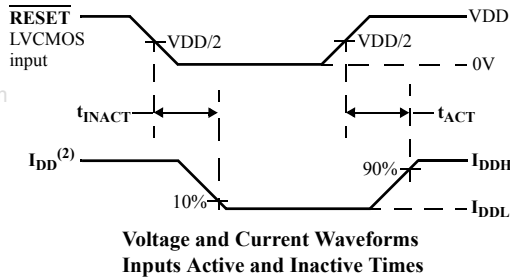 RESET
LVCMOS
input
VDD/2
VDD/2
VDD
0V
tINACT
tACT
IDD(2)
90%
10%
IDDH
IDDL
Voltage and Current Waveforms
Inputs Active and Inactive Times